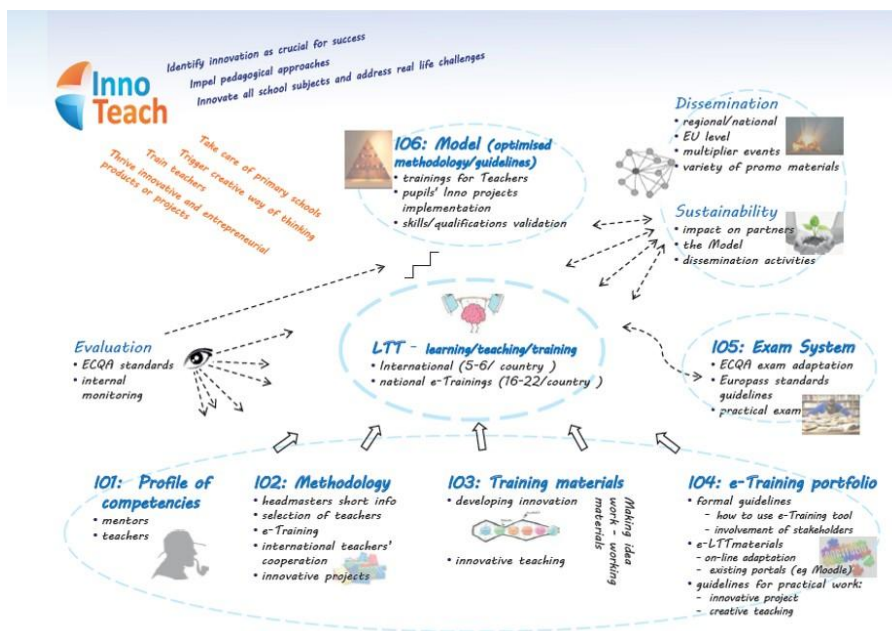 Inno
Teach
Identify innovation as crucial for success
Impel pedagogical approaches
Innovate all school subjects and address real life challenges
Take care of primary schools
Trigger creative way of thinking
Train teachers
Thrive innovative and entrepreneurial
products or projects
IO6: Model (optimised
methodology/guidelines)
• trainings for Teachers
• pupils' Inno projects
implementation
• skills/qualifications validation
Dissemination
• regional/national
• EU level
• multiplier events
• variety of promo materials
Sustainability
• impact on partners
• the Model
• dissemination activities
Evaluation
• ECQA standards
• internal
monitoring
LTT - learning/teaching/training
• International (5-6/ country )
• national e-Trainings (16-22/country )
IO5: Exam System
• ECQA exam adaptation
• Europass standards
guidelines
• practical exam
IO1: Profile of
competencies
• mentors
• teachers
IO2: Methodology
• headmasters short info
• selection of teachers
• e-Training
• international teachers'
cooperation
• innovative projects
IO3: Training materials
• developing innovation
• innovative teaching
Making idea
work - working
materials
IO4: e-Training portfolio
• formal guidelines
- how to use e-Training tool
- involvement of stakeholders
• e-LTTmaterials
- on-line adaptation
- existing portals (eg Moodle)
• guidelines for practical work:
- innovative project
- creative teaching